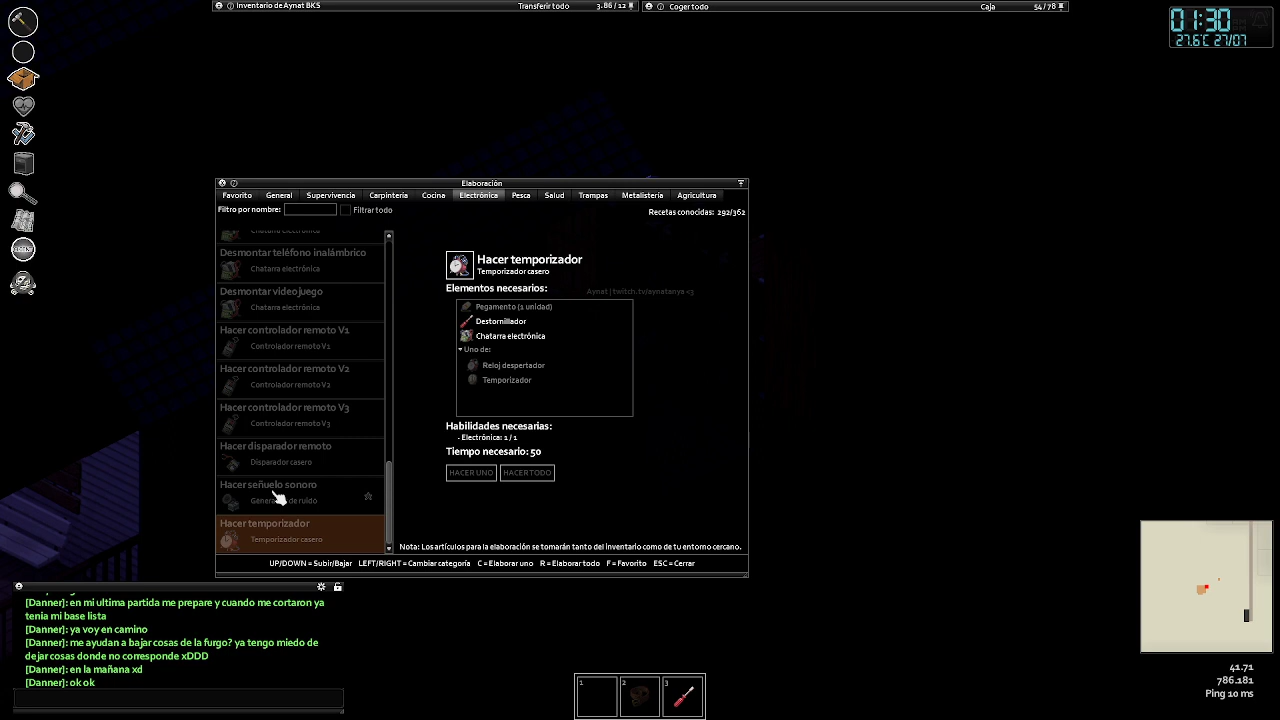 Inventario de Aynat BKS
Transferir todo
3.86 / 12
Coger todo
Caja
54 / 78
01:30
27.6°C 27/07
Elaboración
Favorito General Supervivencia Carpintería Cocina Electrónica Pesca Salud Trampas Metalistería Agricultura
Filtro por nombre:
Filtrar todo
Recetas conocidas: 292/362
Chatarra electrónica
Desmontar teléfono inalámbrico
Chatarra electrónica
Desmontar videojuego
Chatarra electrónica
Hacer controlador remoto V1
Controlador remoto V1
Hacer controlador remoto V2
Controlador remoto V2
Hacer controlador remoto V3
Controlador remoto V3
Hacer disparador remoto
Disparador casero
Hacer señuelo sonoro
de ruido
Hacer temporizador
Temporizador casero
Hacer temporizador
Temporizador casero
Elementos necesarios:
Aynat | twitch.tv/aynatanya <3
Pegamento (1 unidad)
Destornillador
Chatarra electrónica
Uno de:
Reloj despertador
Temporizador
Habilidades necesarias:
- Electrónica: 1 / 1
Tiempo necesario: 50
HACER UNO
HACER TODO
Nota: Los artículos para la elaboración se tomarán tanto del inventario como de tu entorno cercano.
UP/DOWN = Subir/Bajar LEFT/RIGHT = Cambiar categoría C = Elaborar uno R = Elaborar todo F = Favorito ESC = Cerrar
[Danner]: en mi ultima partida me prepare y cuando me cortaron ya
tenia mi base lista
[Danner]: ya voy en camino
[Danner]: me ayudan a bajar cosas de la furgo? ya tengo miedo de
dejar cosas donde no corresponde xDDD
[Danner]: en la mañana xd
[Danner]: ok ok
1
2
3
41.71
786.181
Ping 10 ms